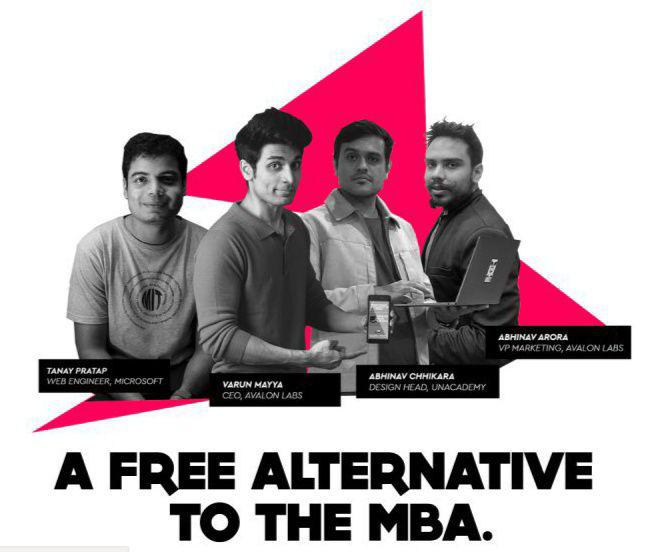 TANAY PRATAP
WEB ENGINEER, MICROSOFT
VARUN MAYYA
CEO, AVALON LABS
ABHINAV CHHIKARA
DESIGN HEAD, UNACADEMY
ABHINAV ARORA
VP MARKETING, AVALON LABS
A FREE ALTERNATIVE
TO THE MBA.